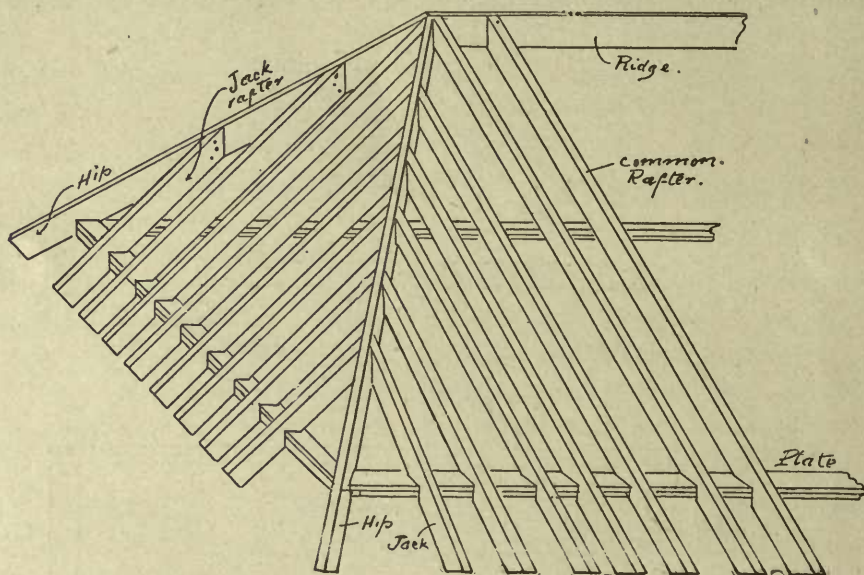 Ridge.
Jack
rafter
Common.
Rafter.
Hip
Plate
Hip
Jack